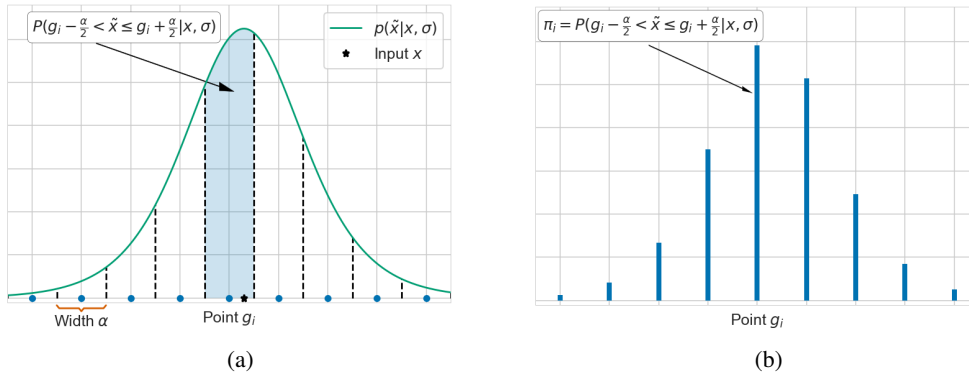 P(g_i − α/2 < x̃ ≤ g_i + α/2 | x, σ)
p(x̃|x, σ)
Input x
Width α
Point g_i
(a)
π_i = P(g_i − α/2 < x̃ ≤ g_i + α/2 | x, σ)
Point g_i
(b)